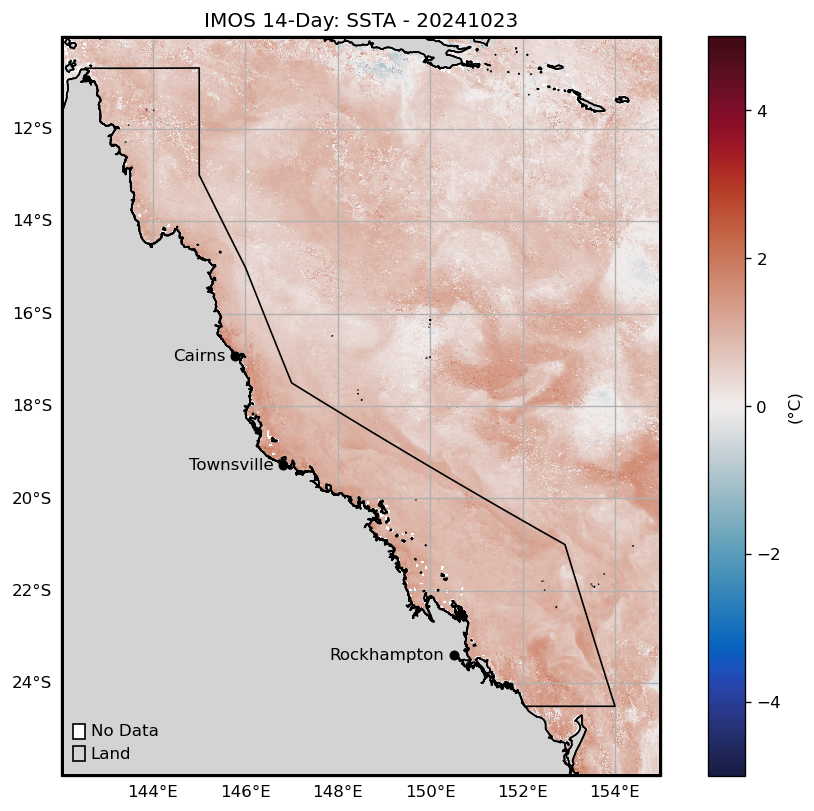 IMOS 14-Day: SSTA - 20241023
12°S
14°S
16°S
18°S
20°S
22°S
24°S
Cairns
Townsville
Rockhampton
No Data
Land
144°E 146°E 148°E 150°E 152°E 154°E
4
2
0
−2
−4
(°C)